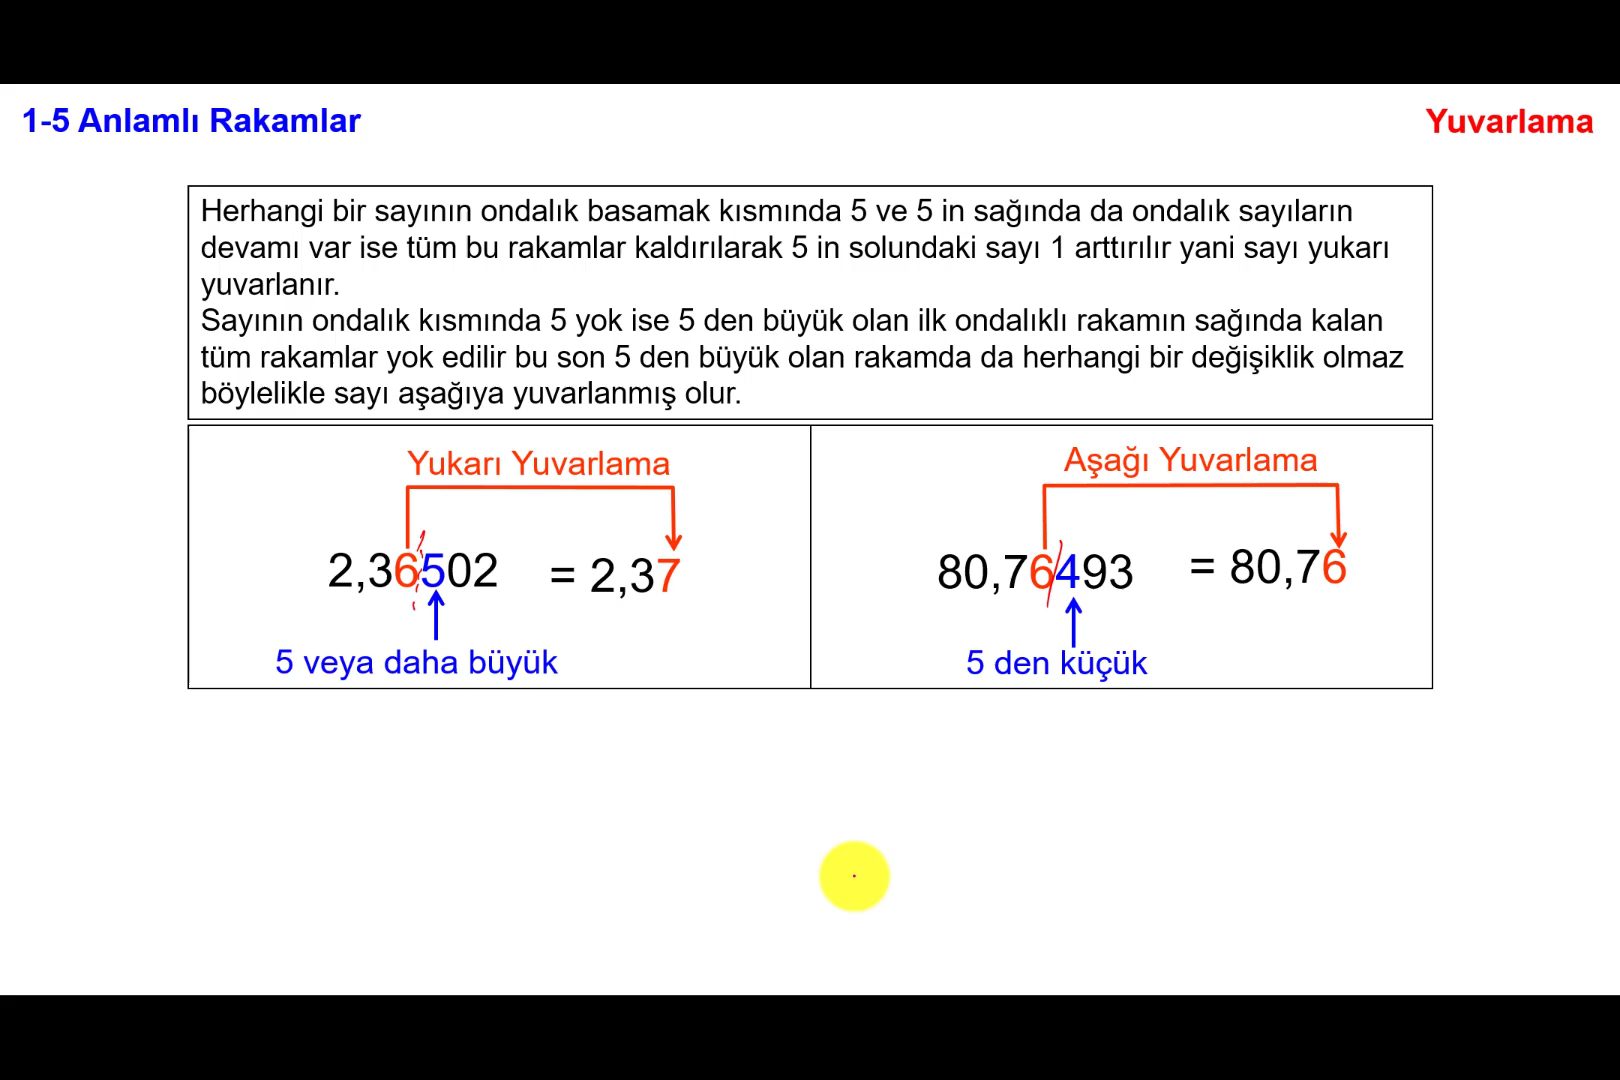 1-5 Anlamlı Rakamlar
Yuvarlama
Herhangi bir sayının ondalık basamak kısmında 5 ve 5 in sağında da ondalık sayıların
devamı var ise tüm bu rakamlar kaldırılarak 5 in solundaki sayı 1 arttırılır yani sayı yukarı
yuvarlanır.
Sayının ondalık kısmında 5 yok ise 5 den büyük olan ilk ondalıklı rakamın sağında kalan
tüm rakamlar yok edilir bu son 5 den büyük olan rakamda da herhangi bir değişiklik olmaz
böylelikle sayı aşağıya yuvarlanmış olur.
Yukarı Yuvarlama
2,36502 = 2,37
5 veya daha büyük
Aşağı Yuvarlama
80,76493 = 80,76
5 den küçük